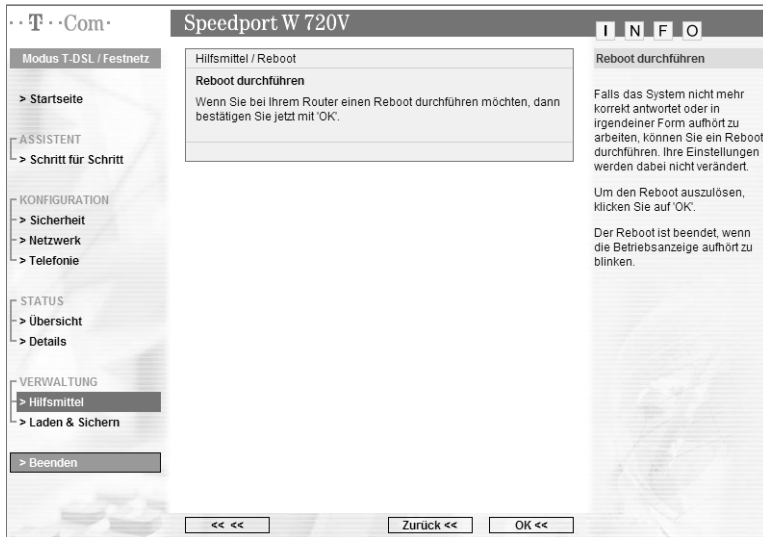 · · T · ·Com·
Speedport W 720V
I N F O
Modus T-DSL / Festnetz
> Startseite
ASSISTENT
> Schritt für Schritt
KONFIGURATION
> Sicherheit
> Netzwerk
> Telefonie
STATUS
> Übersicht
> Details
VERWALTUNG
> Hilfsmittel
> Laden & Sichern
> Beenden
Hilfsmittel / Reboot
Reboot durchführen
Wenn Sie bei Ihrem Router einen Reboot durchführen möchten, dann
bestätigen Sie jetzt mit 'OK'.
<< <<
Zurück <<
OK <<
Reboot durchführen
Falls das System nicht mehr
korrekt antwortet oder in
irgendeiner Form aufhört zu
arbeiten, können Sie ein Reboot
durchführen. Ihre Einstellungen
werden dabei nicht verändert.
Um den Reboot auszulösen,
klicken Sie auf 'OK'.
Der Reboot ist beendet, wenn
die Betriebsanzeige aufhört zu
blinken.